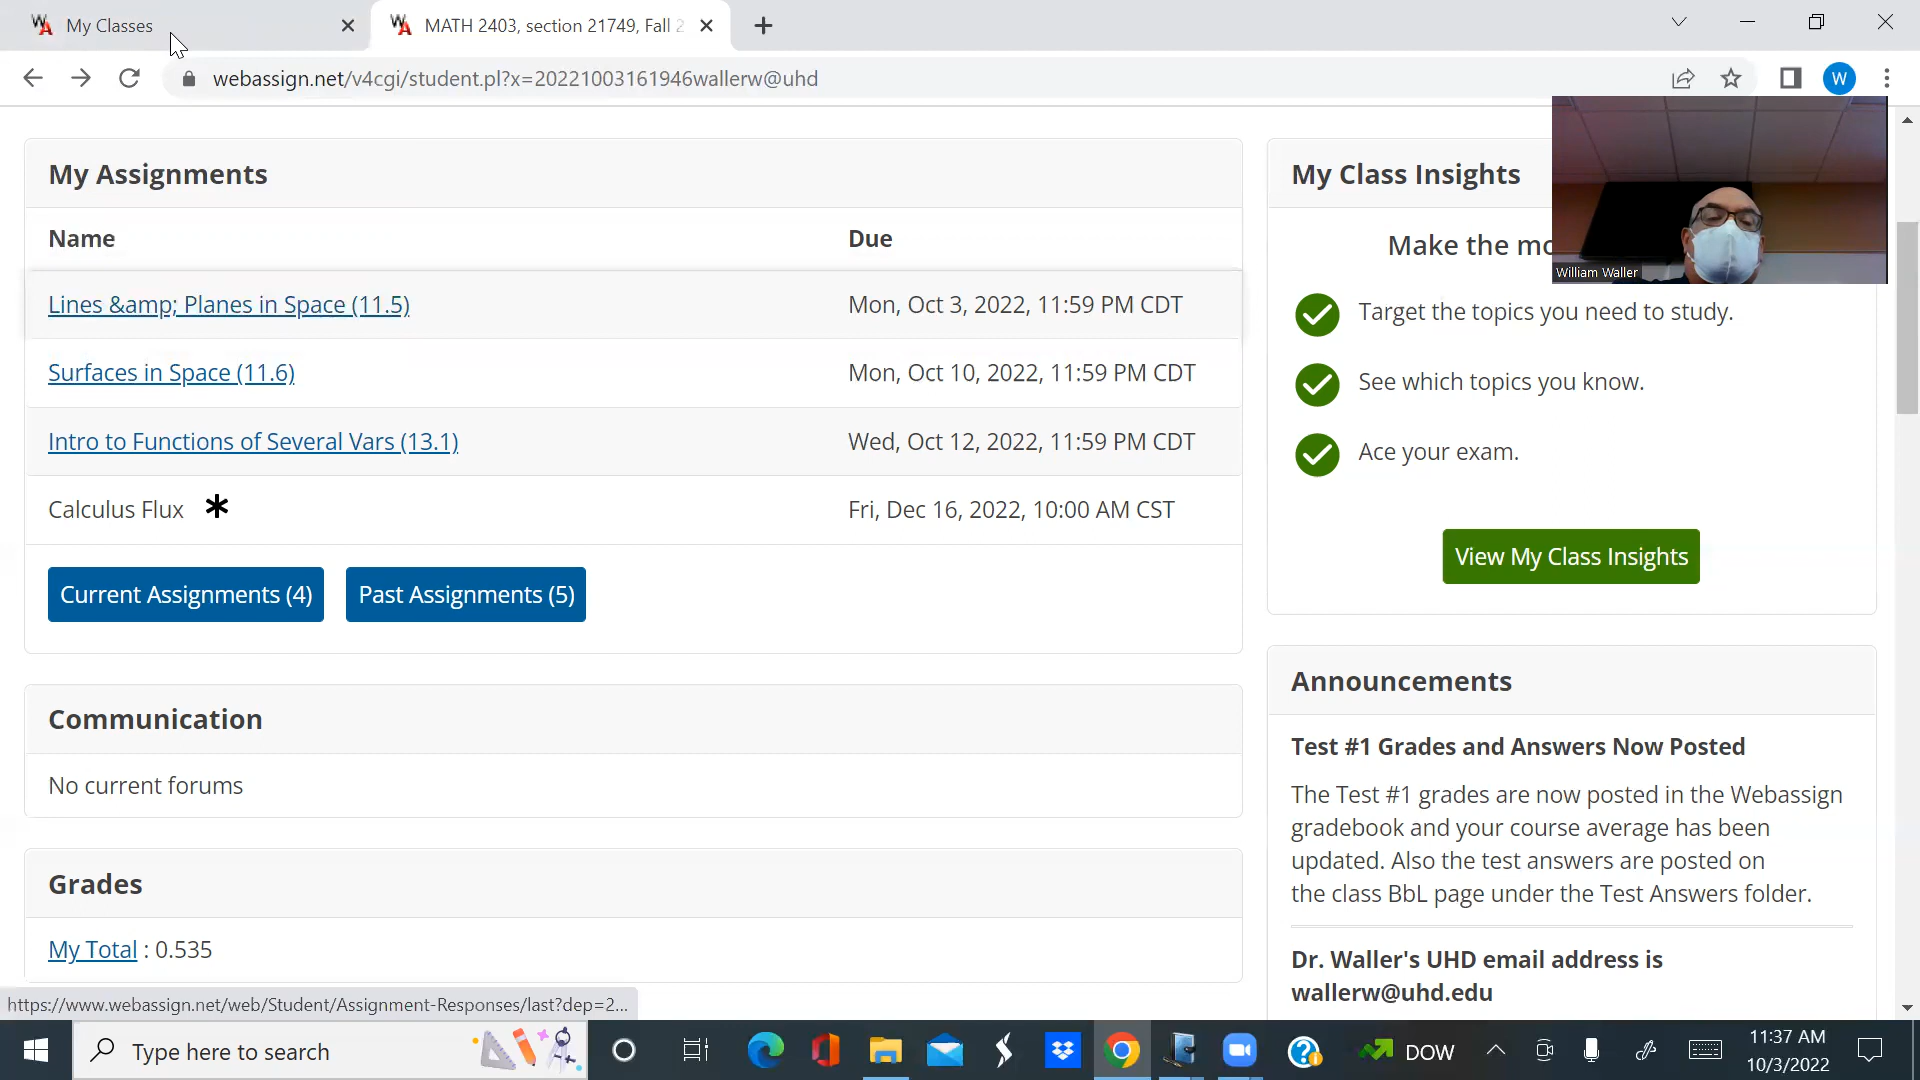 My Classes
MATH 2403, section 21749, Fall 2
webassign.net/v4cgi/student.pl?x=20221003161946wallerw@uhd
W
My Assignments
Name Due
Lines &amp; Planes in Space (11.5) Mon, Oct 3, 2022, 11:59 PM CDT
Surfaces in Space (11.6) Mon, Oct 10, 2022, 11:59 PM CDT
Intro to Functions of Several Vars (13.1) Wed, Oct 12, 2022, 11:59 PM CDT
Calculus Flux * Fri, Dec 16, 2022, 10:00 AM CST
Current Assignments (4) Past Assignments (5)
Communication
No current forums
Grades
My Total : 0.535
My Class Insights
Make the mo
William Waller
Target the topics you need to study.
See which topics you know.
Ace your exam.
View My Class Insights
Announcements
Test #1 Grades and Answers Now Posted
The Test #1 grades are now posted in the Webassign
gradebook and your course average has been
updated. Also the test answers are posted on
the class BbL page under the Test Answers folder.
Dr. Waller's UHD email address is
wallerw@uhd.edu
https://www.webassign.net/web/Student/Assignment-Responses/last?dep=2...
Type here to search
DOW
11:37 AM
10/3/2022